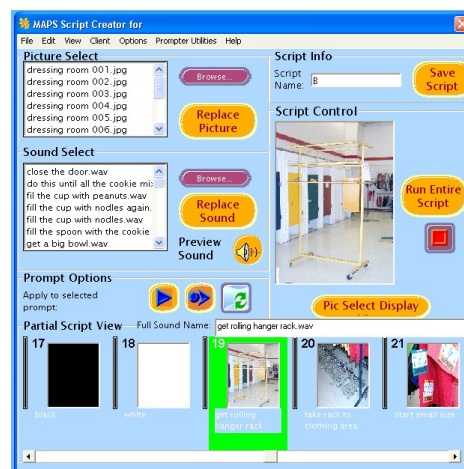 MAPS Script Creator for
File Edit View Client Options Prompter Utilities Help
Picture Select
dressing room 001.jpg
dressing room 002.jpg
dressing room 003.jpg
dressing room 004.jpg
dressing room 005.jpg
dressing room 006.jpg
Browse...
Replace
Picture
Sound Select
close the door.wav
do this until all the cookie mi:
fil the cup with peanuts.wav
fill the cup with nodles again.
fill the cup with nodles.wav
fill the spoon with the cookie
get a big bowl.wav
Browse...
Replace
Sound
Preview
Sound
Script Info
Script
Name: B
Save
Script
Script Control
Run Entire
Script
Pic Select Display
Prompt Options
Apply to selected
prompt:
Partial Script View Full Sound Name: get rolling hanger rack.wav
17 18 19 20 21
black white get rolling take rack to start small size
hanger rack clothing area